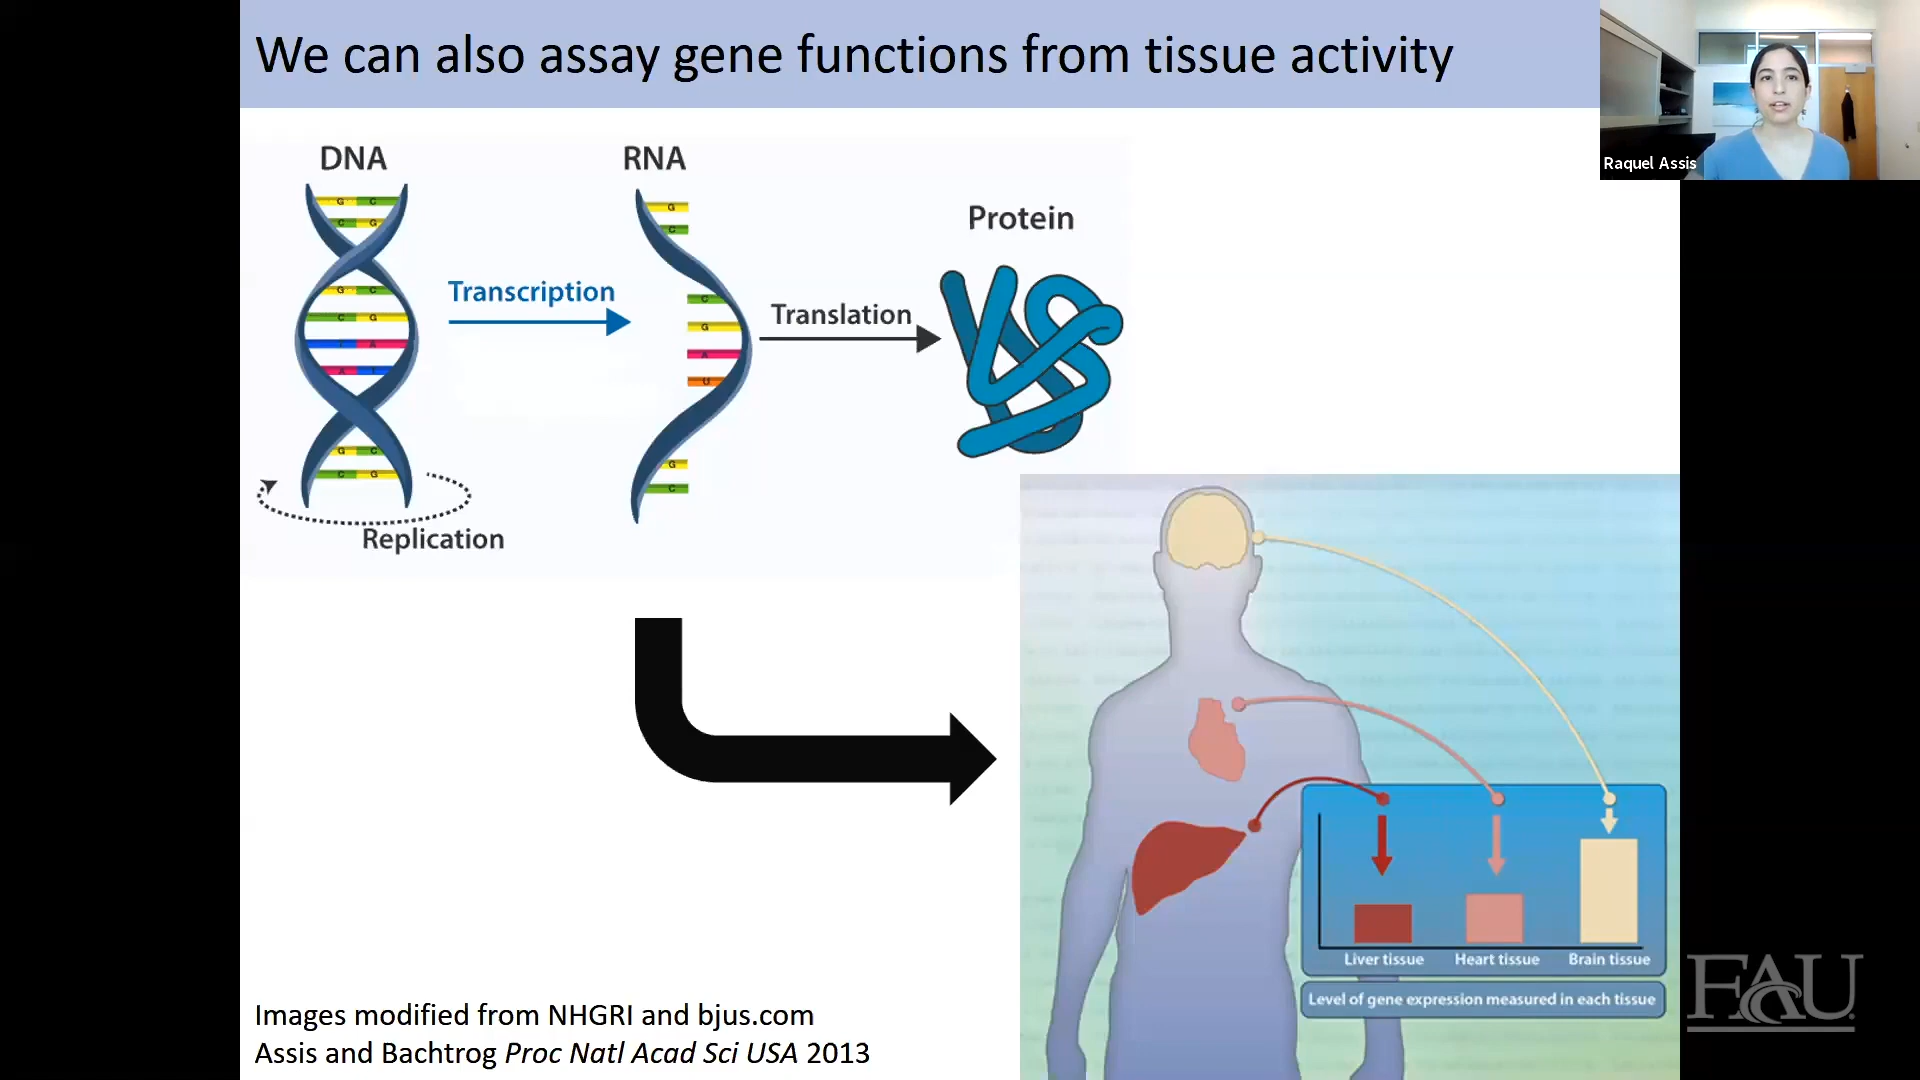 We can also assay gene functions from tissue activity
Raquel Assis
DNA
RNA
Protein
G C
C G
G C
C G
T A
A T
G C
C G
G
C
C
G
A
U
G
C
Transcription
Translation
Replication
Liver tissue
Heart tissue
Brain tissue
Level of gene expression measured in each tissue
Images modified from NHGRI and bjus.com
Assis and Bachtrog Proc Natl Acad Sci USA 2013
FAU